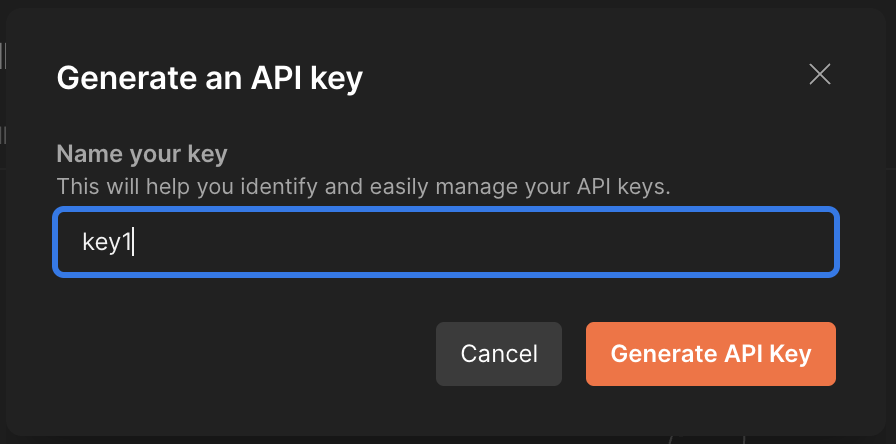 Generate an API key
Name your key
This will help you identify and easily manage your API keys.
key1
Cancel
Generate API Key